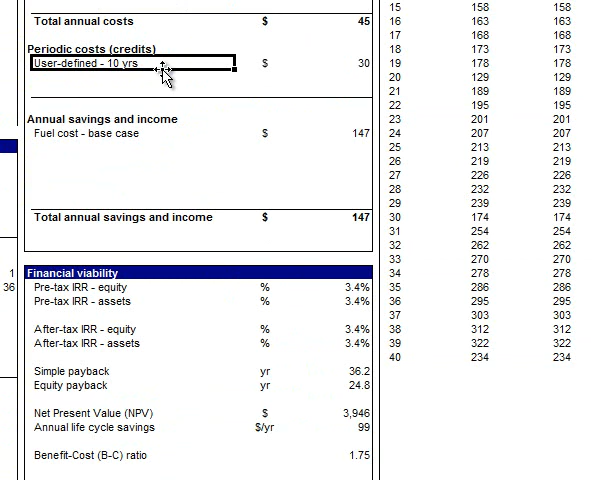 Total annual costs $ 45
Periodic costs (credits)
User-defined - 10 yrs $ 30
Annual savings and income
Fuel cost - base case $ 147
Total annual savings and income $ 147
1
36
Financial viability
Pre-tax IRR - equity % 3.4%
Pre-tax IRR - assets % 3.4%
After-tax IRR - equity % 3.4%
After-tax IRR - assets % 3.4%
Simple payback yr 36.2
Equity payback yr 24.8
Net Present Value (NPV) $ 3,946
Annual life cycle savings $/yr 99
Benefit-Cost (B-C) ratio 1.75
15 158 158
16 163 163
17 168 168
18 173 173
19 178 178
20 129 129
21 189 189
22 195 195
23 201 201
24 207 207
25 213 213
26 219 219
27 226 226
28 232 232
29 239 239
30 174 174
31 254 254
32 262 262
33 270 270
34 278 278
35 286 286
36 295 295
37 303 303
38 312 312
39 322 322
40 234 234